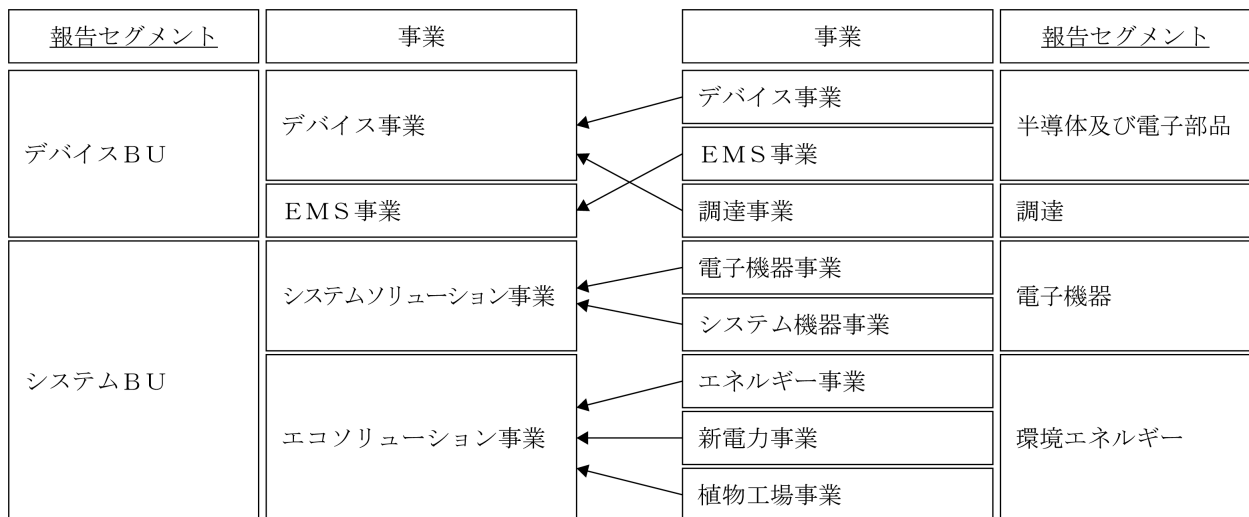 報告セグメント 事業 事業 報告セグメント
デバイスＢＵ
デバイス事業
ＥＭＳ事業
デバイス事業
ＥＭＳ事業
調達事業
半導体及び電子部品
調達
システムＢＵ
システムソリューション事業
エコソリューション事業
電子機器事業
システム機器事業
エネルギー事業
新電力事業
植物工場事業
電子機器
環境エネルギー